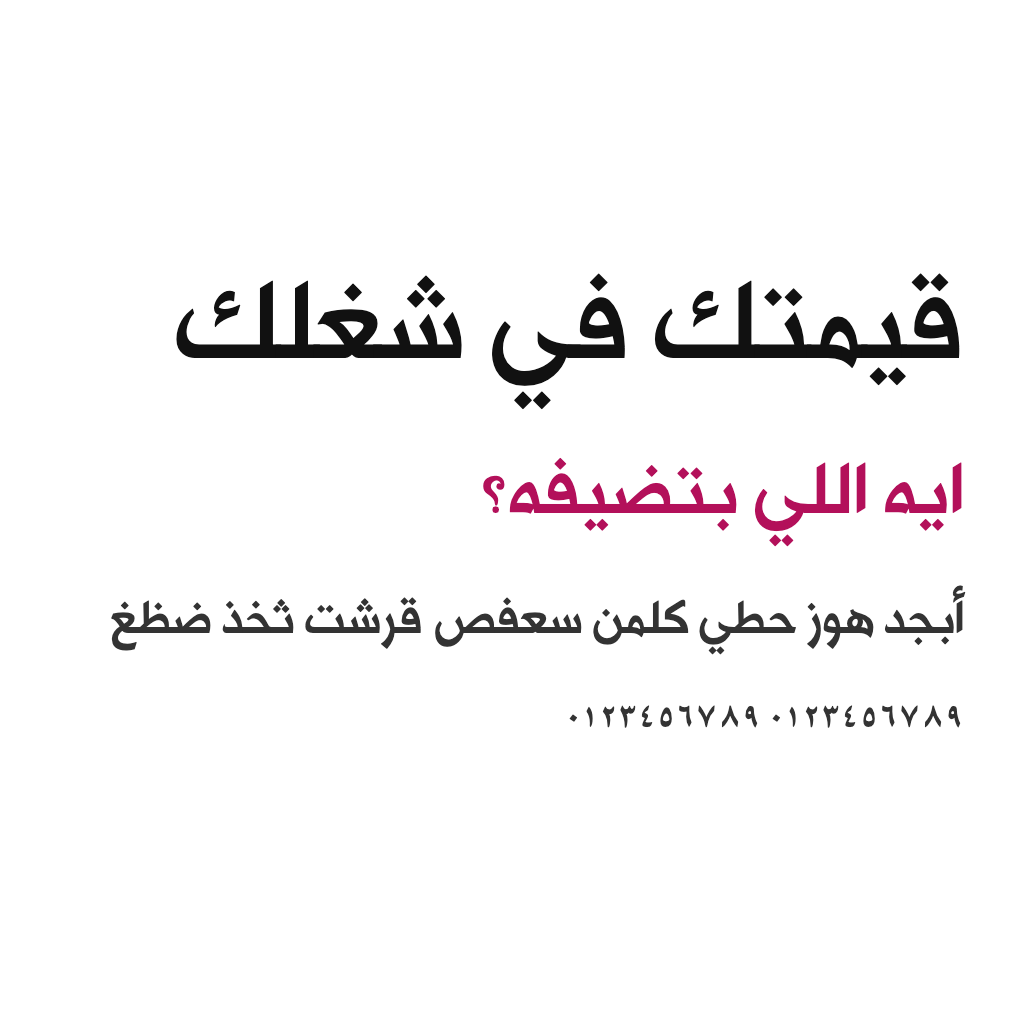 قيمتك في شغلك
ايه اللي بتضيفه؟
أبجد هوز حطي كلمن سعفص قرشت ثخذ ضظغ
٠١٢٣٤٥٦٧٨٩ ٠١٢٣٤٥٦٧٨٩